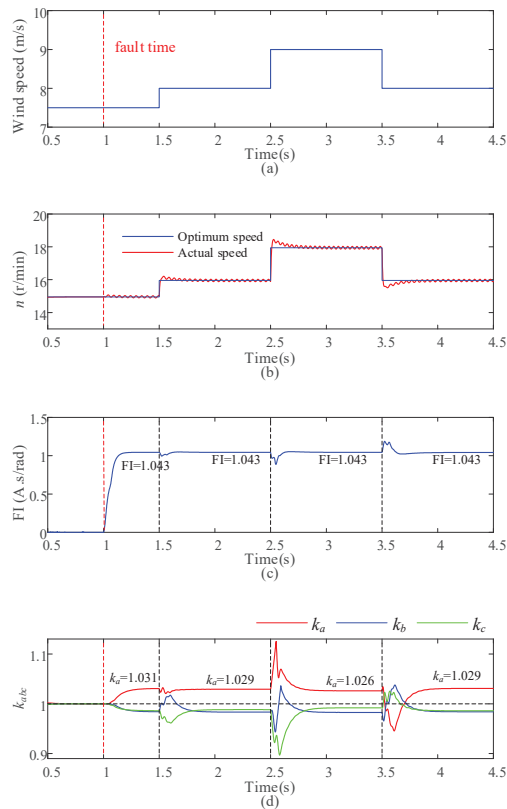 Wind speed (m/s)
11
10
9
8
7
fault time
0.5 1 1.5 2 2.5 3 3.5 4 4.5
Time(s)
(a)
n (r/min)
20
18
16
14
Optimum speed
Actual speed
0.5 1 1.5 2 2.5 3 3.5 4 4.5
Time(s)
(b)
FI (A.s/rad)
1.5
1
0.5
0
FI=1.043 FI=1.043 FI=1.043 FI=1.043
0.5 1 1.5 2 2.5 3 3.5 4 4.5
Time(s)
(c)
ka kb kc
kabc
1.1
1
0.9
ka=1.031 ka=1.029 ka=1.026 ka=1.029
0.5 1 1.5 2 2.5 3 3.5 4 4.5
Time(s)
(d)